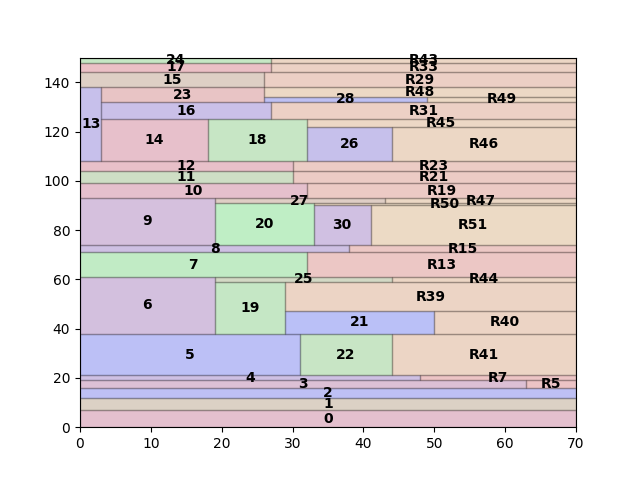 24 R43
17 R33
140
15 R29
23 R48
28 R49
16 R31
13 R45
120
14 18 26 R46
12 R23
11 R21
100
10 R19
27 R50 R47
9 20 30 R51
80
8 R15
7 R13
60
25 R44
6 19 R39
21 R40
40
5 22 R41
20
4 R7
3 R5
2
1
0
0
0 10 20 30 40 50 60 70